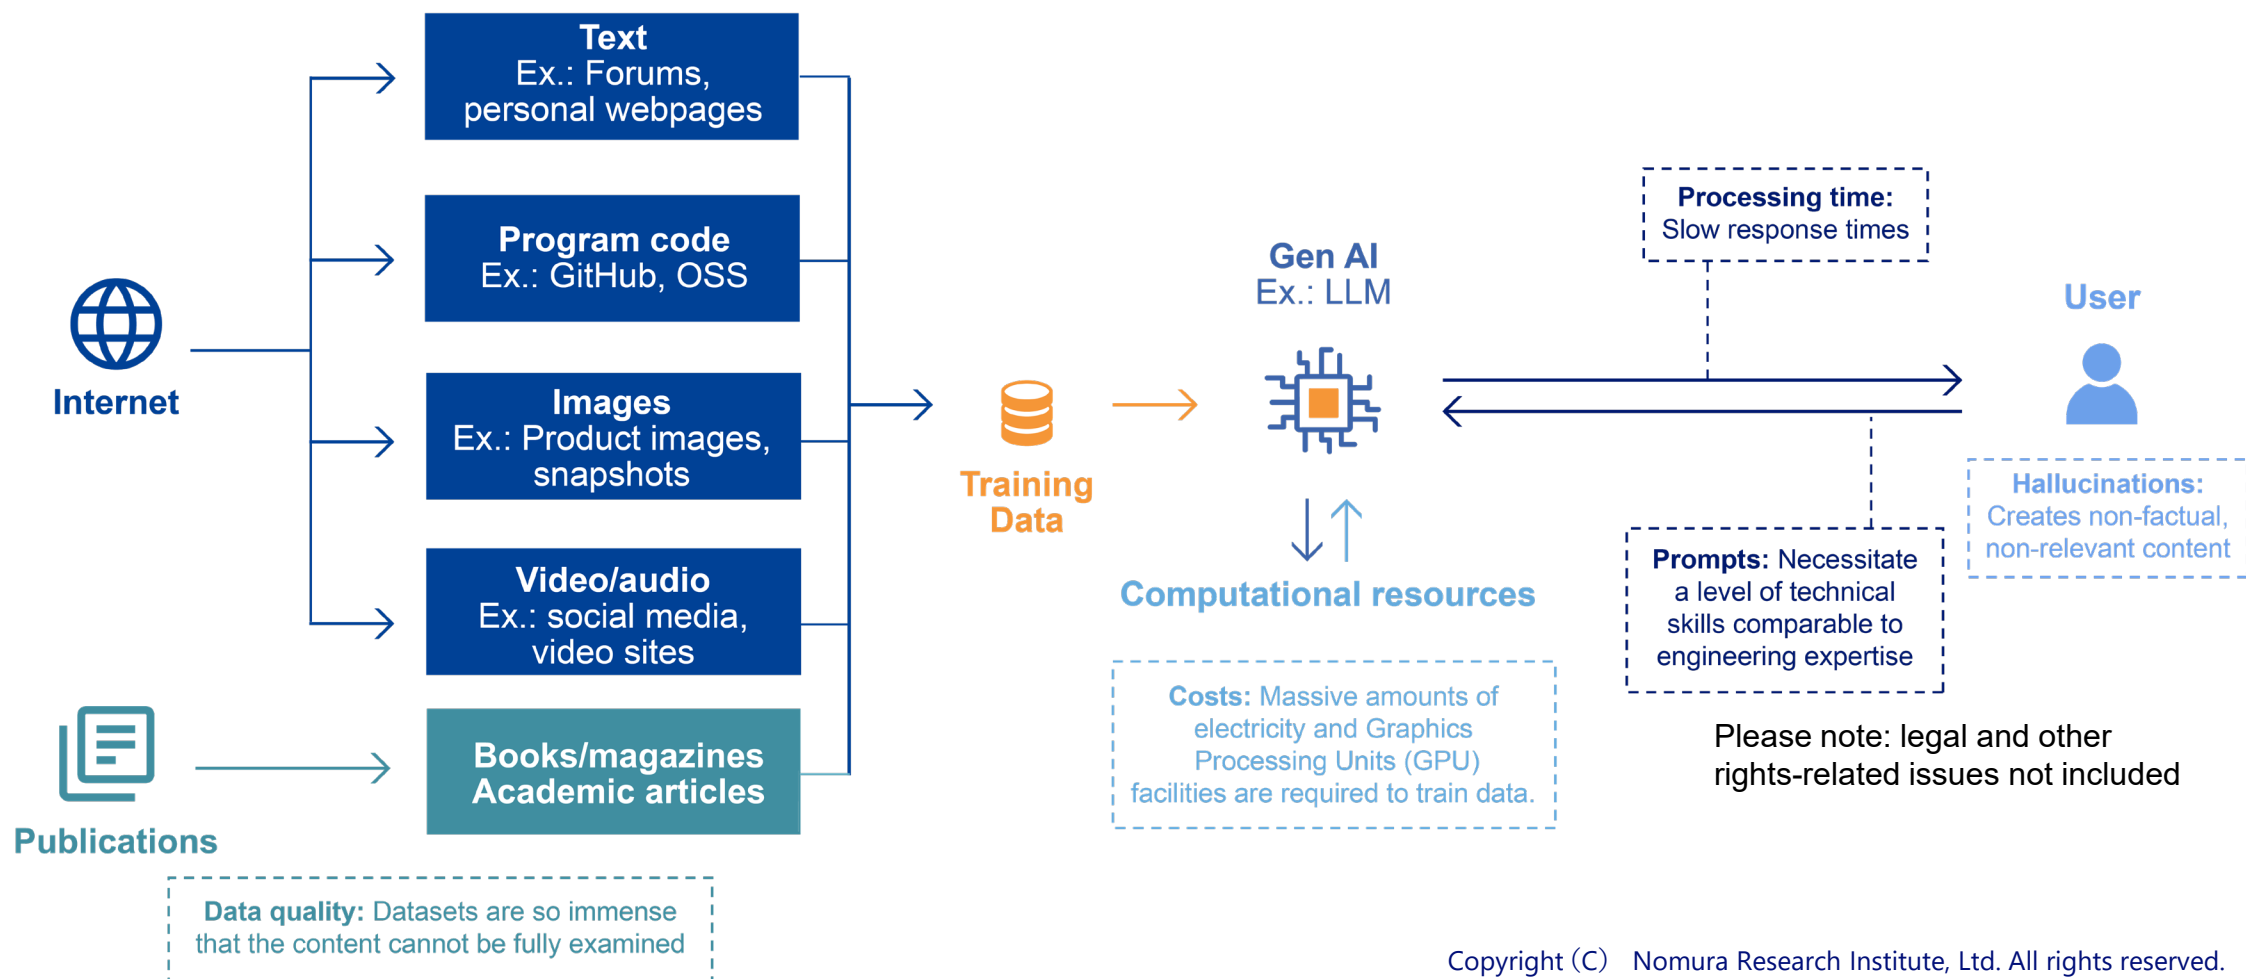 Text
Ex.: Forums,
personal webpages
Program code
Ex.: GitHub, OSS
Internet
Images
Ex.: Product images,
snapshots
Video/audio
Ex.: social media,
video sites
Publications
Books/magazines
Academic articles
Data quality: Datasets are so immense
that the content cannot be fully examined
Training
Data
Gen AI
Ex.: LLM
Computational resources
Costs: Massive amounts of
electricity and Graphics
Processing Units (GPU)
facilities are required to train data.
Processing time:
Slow response times
User
Hallucinations:
Creates non-factual,
non-relevant content
Prompts: Necessitate
a level of technical
skills comparable to
engineering expertise
Please note: legal and other
rights-related issues not included
Copyright（C） Nomura Research Institute, Ltd. All rights reserved.